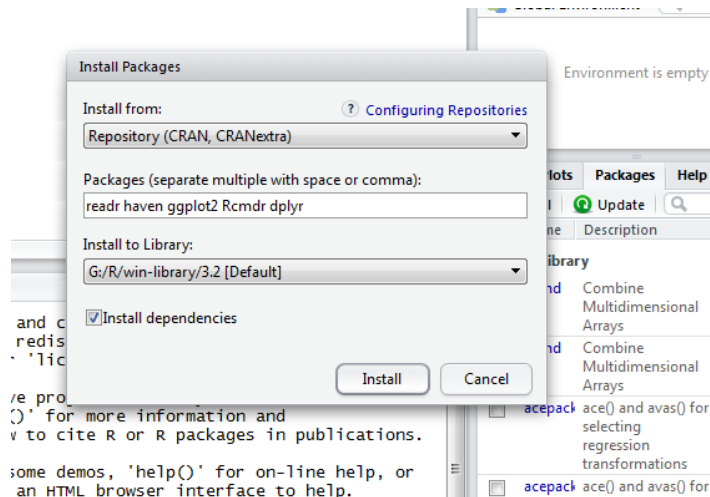 Install Packages
Environment is empty
Install from:
? Configuring Repositories
Repository (CRAN, CRANextra)
Packages (separate multiple with space or comma):
readr haven ggplot2 Rcmdr dplyr
Install to Library:
G:/R/win-library/3.2 [Default]
Install dependencies
Install
Cancel
Packages Help
Update
Description
Combine
Multidimensional
Arrays
Combine
Multidimensional
Arrays
acepack ace() and avas() for
selecting
regression
transformations
acepack ace() and avas() for
and c
redis
'lic
()' for more information and
to cite R or R packages in publications.
some demos, 'help()' for on-line help, or
an HTML browser interface to help.